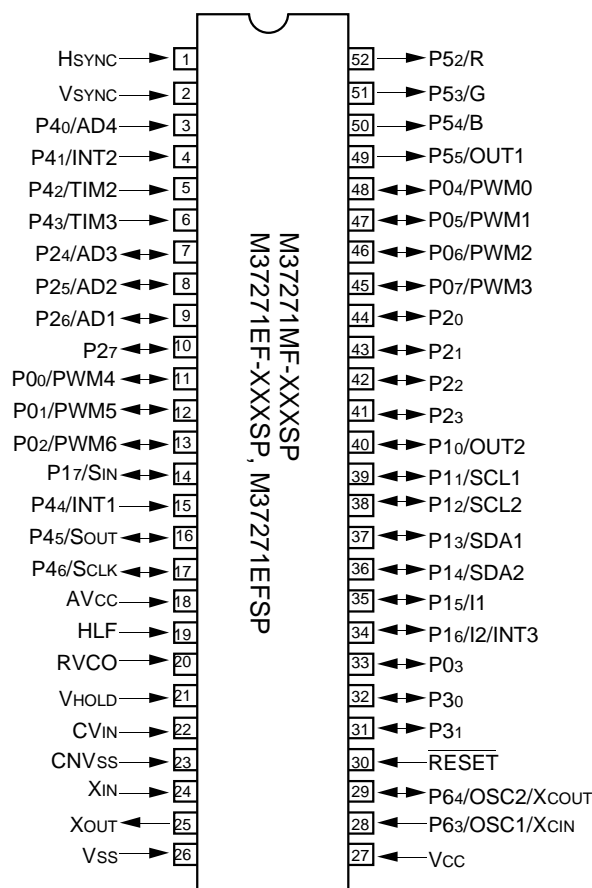 HSYNC 1 52 P52/R
VSYNC 2 51 P53/G
P40/AD4 3 50 P54/B
P41/INT2 4 49 P55/OUT1
P42/TIM2 5 48 P04/PWM0
P43/TIM3 6 47 P05/PWM1
P24/AD3 7 46 P06/PWM2
P25/AD2 8 45 P07/PWM3
P26/AD1 9 44 P20
P27 10 43 P21
P00/PWM4 11 42 P22
P01/PWM5 12 41 P23
P02/PWM6 13 40 P10/OUT2
P17/SIN 14 39 P11/SCL1
P44/INT1 15 38 P12/SCL2
P45/SOUT 16 37 P13/SDA1
P46/SCLK 17 36 P14/SDA2
AVCC 18 35 P15/I1
HLF 19 34 P16/I2/INT3
RVCO 20 33 P03
VHOLD 21 32 P30
CVIN 22 31 P31
CNVSS 23 30 RESET
XIN 24 29 P64/OSC2/XCOUT
XOUT 25 28 P63/OSC1/XCIN
VSS 26 27 VCC
M37271MF-XXXSP
M37271EF-XXXSP, M37271EFSP